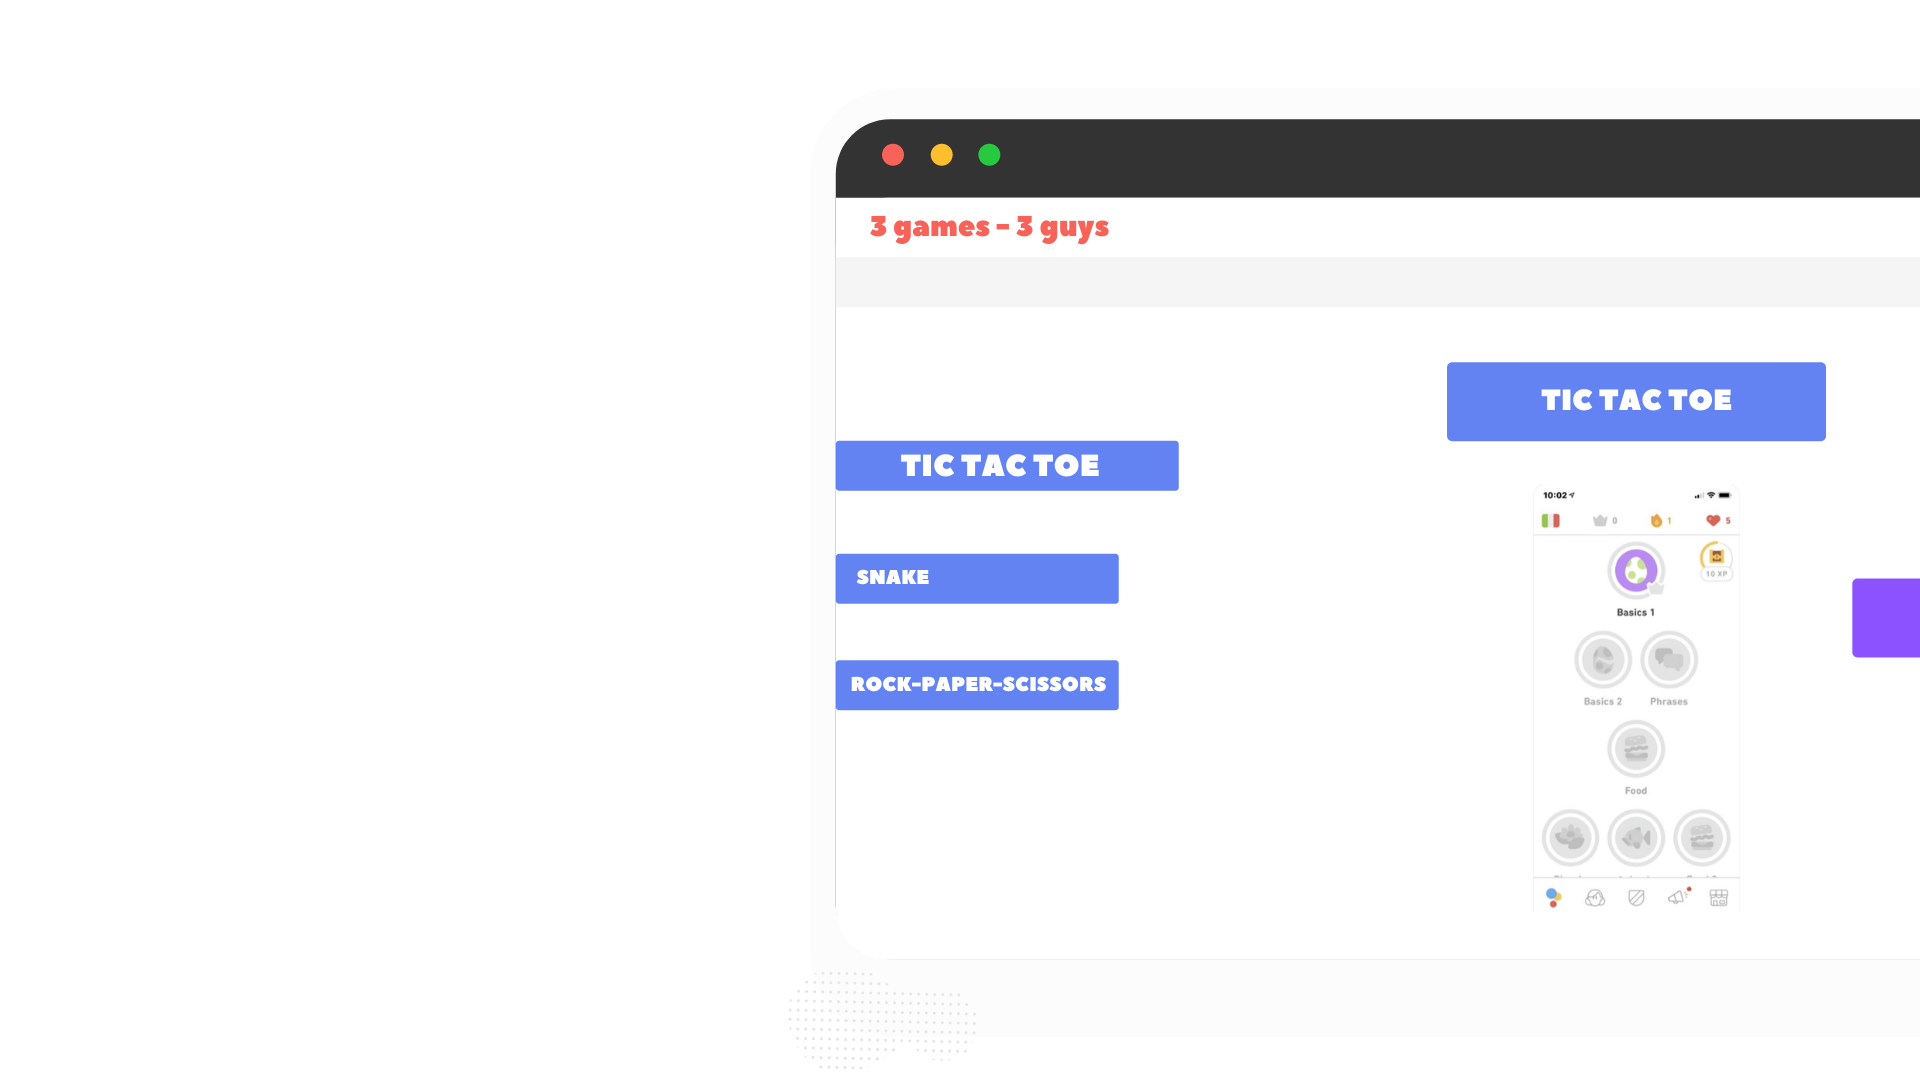 3 games - 3 guys
TIC TAC TOE
TIC TAC TOE
SNAKE
ROCK-PAPER-SCISSORS
10:02
0
1
5
10 XP
Basics 1
Basics 2
Phrases
Food